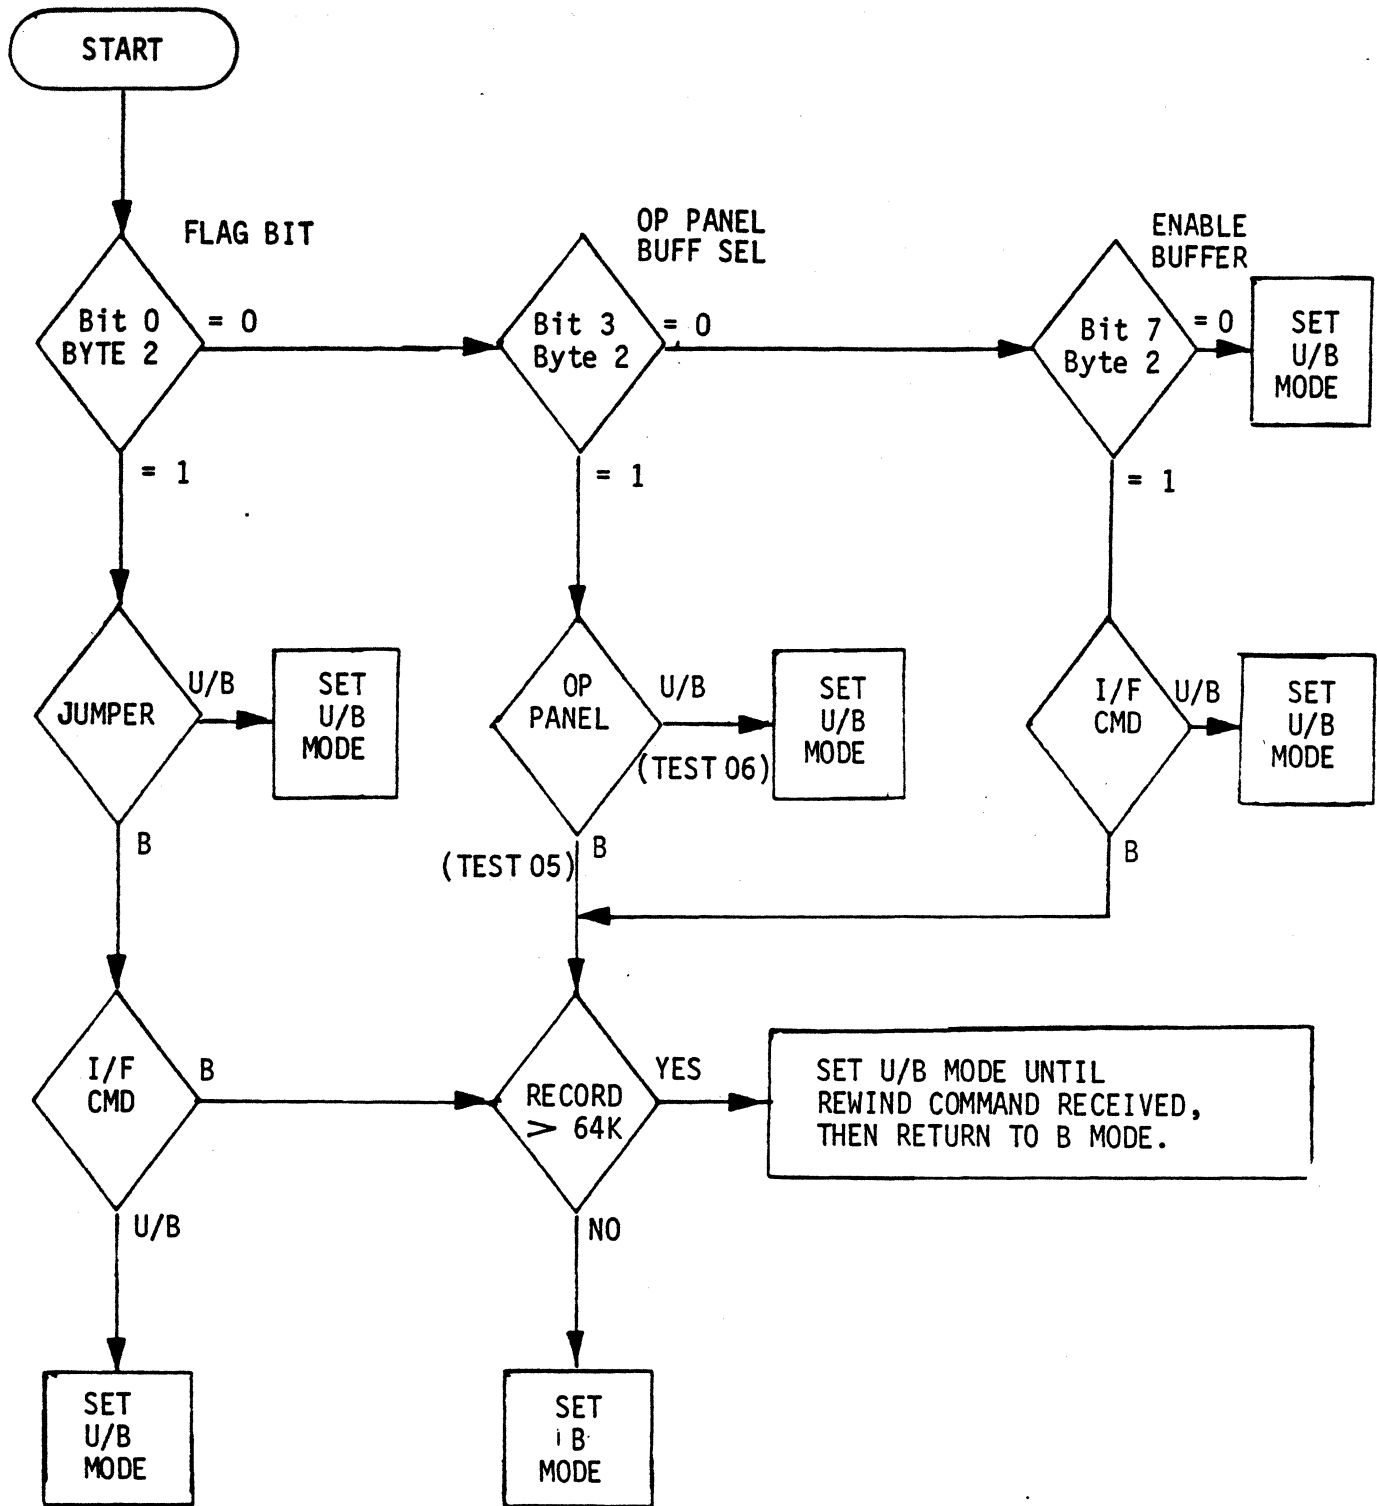 START
FLAG BIT
OP PANEL
BUFF SEL
ENABLE
BUFFER
Bit 0
BYTE 2
= 0
Bit 3
Byte 2
= 0
Bit 7
Byte 2
= 0
SET
U/B
MODE
= 1
= 1
= 1
JUMPER
U/B
SET
U/B
MODE
OP
PANEL
U/B
(TEST 06)
SET
U/B
MODE
I/F
CMD
U/B
SET
U/B
MODE
B
(TEST 05)
B
B
I/F
CMD
B
RECORD
> 64K
YES
SET U/B MODE UNTIL
REWIND COMMAND RECEIVED,
THEN RETURN TO B MODE.
U/B
NO
SET
U/B
MODE
SET
B
MODE